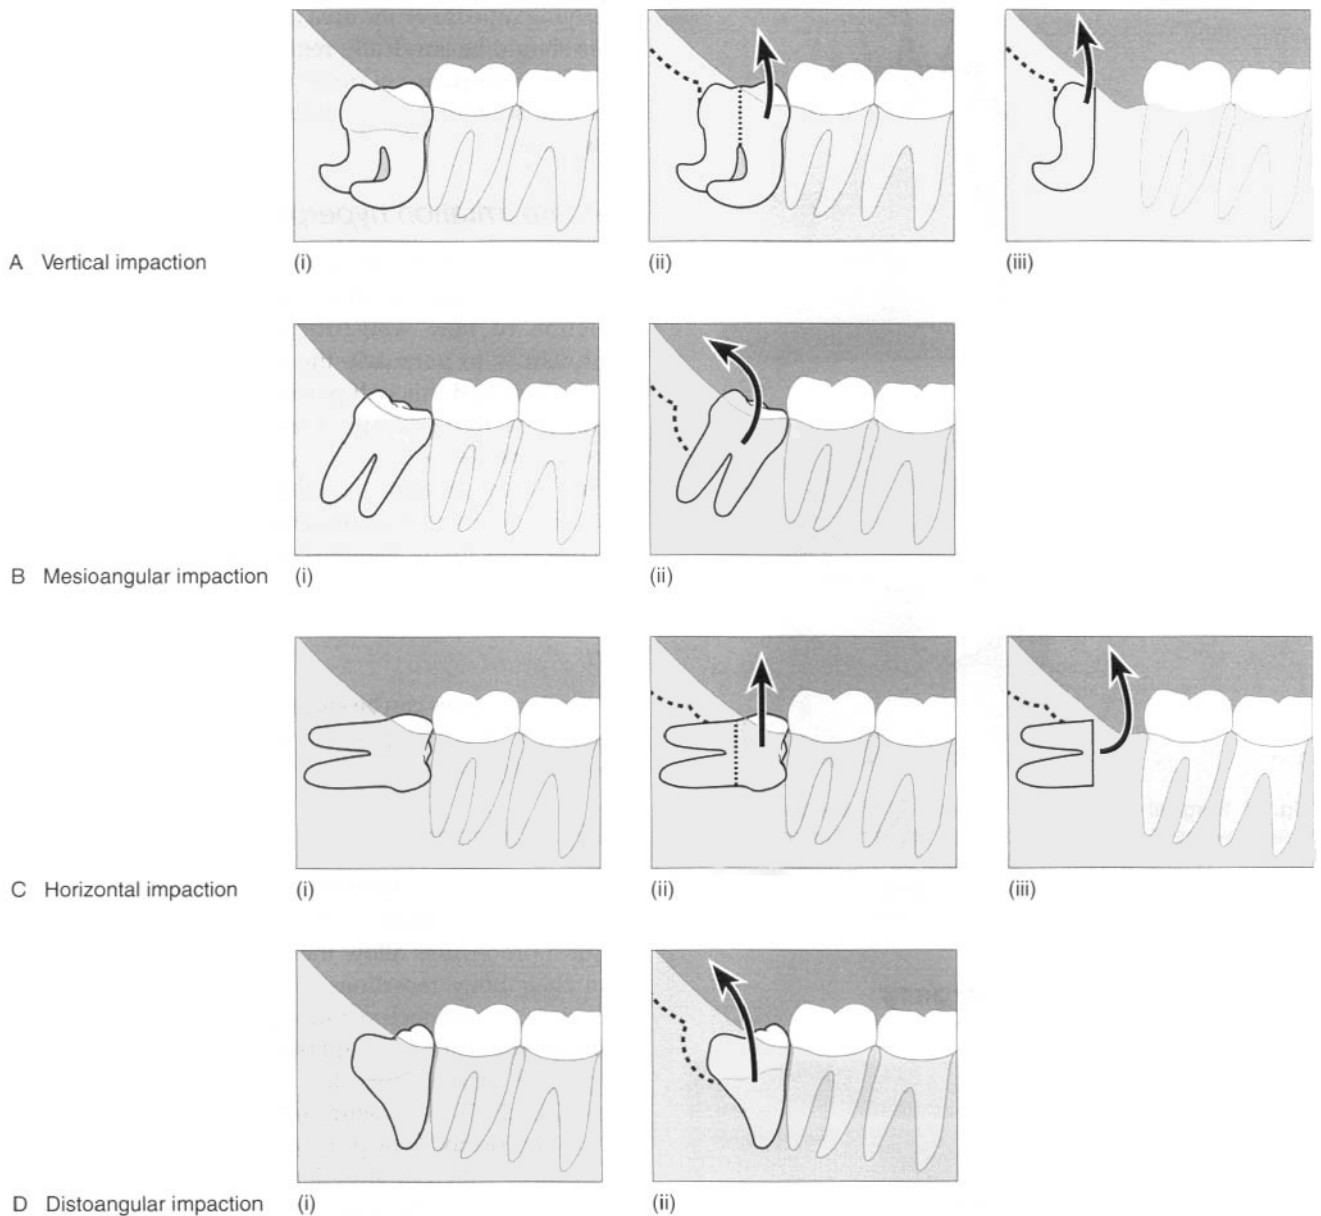 A Vertical impaction (i) (ii) (iii)
B Mesioangular impaction (i) (ii)
C Horizontal impaction (i) (ii) (iii)
D Distoangular impaction (i) (ii)